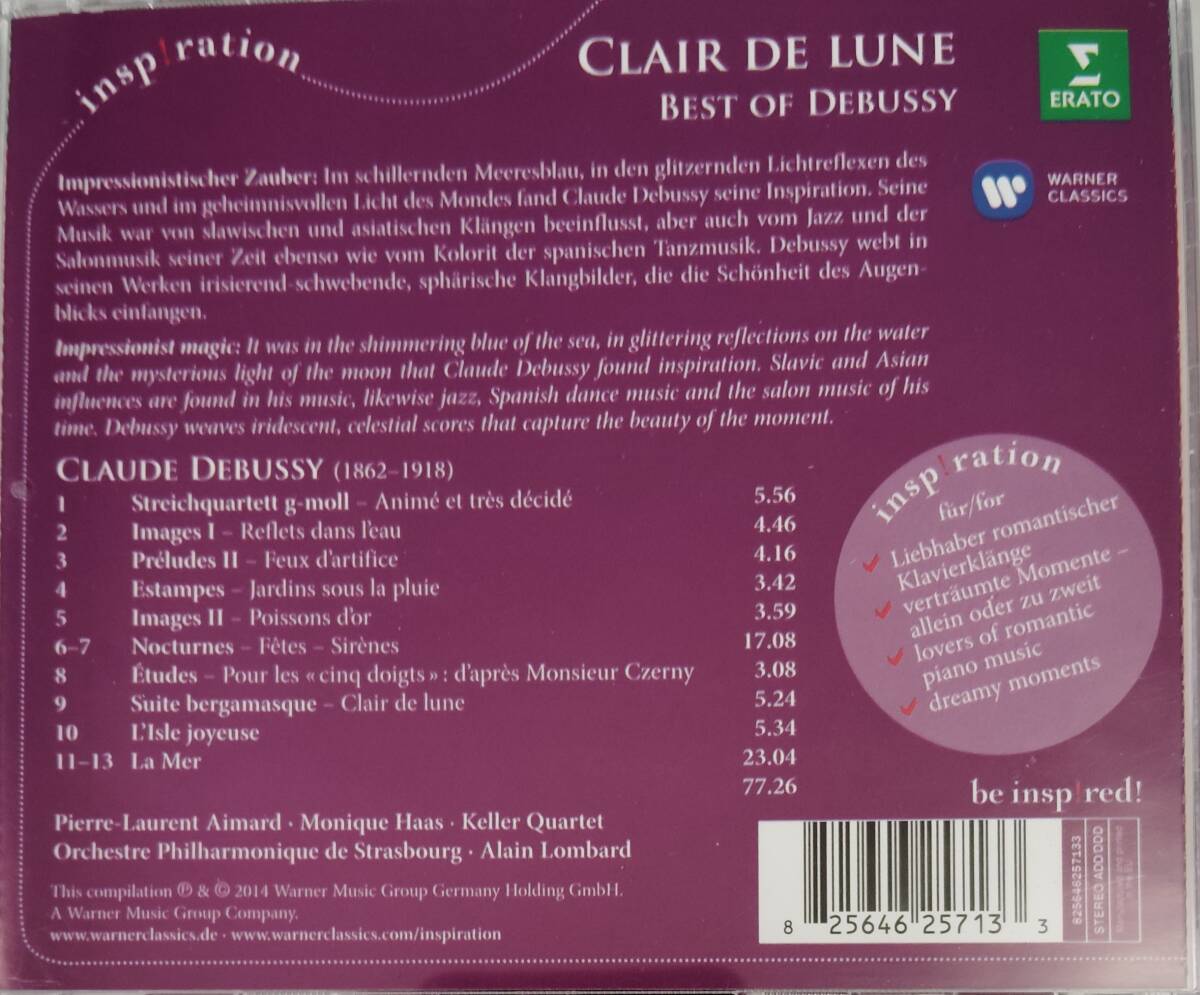 insp!ration
CLAIR DE LUNE
BEST OF DEBUSSY
ERATO
WARNER
CLASSICS
Impressionistischer Zauber: Im schillernden Meeresblau, in den glitzernden Lichtreflexen des
Wassers und im geheimnisvollen Licht des Mondes fand Claude Debussy seine Inspiration. Seine
Musik war von slawischen und asiatischen Klängen beeinflusst, aber auch vom Jazz und der
Salonmusik seiner Zeit ebenso wie vom Kolorit der spanischen Tanzmusik. Debussy webt in
seinen Werken irisierend-schwebende, sphärische Klangbilder, die die Schönheit des Augen-
blicks einfangen.
Impressionist magic: It was in the shimmering blue of the sea, in glittering reflections on the water
and the mysterious light of the moon that Claude Debussy found inspiration. Slavic and Asian
influences are found in his music, likewise jazz, Spanish dance music and the salon music of his
time. Debussy weaves iridescent, celestial scores that capture the beauty of the moment.
CLAUDE DEBUSSY (1862–1918)
1 Streichquartett g-moll – Animé et très décidé 5.56
2 Images I – Reflets dans l'eau 4.46
3 Préludes II – Feux d'artifice 4.16
4 Estampes – Jardins sous la pluie 3.42
5 Images II – Poissons d'or 3.59
6–7 Nocturnes – Fêtes – Sirènes 17.08
8 Études – Pour les «cinq doigts» : d'après Monsieur Czerny 3.08
9 Suite bergamasque – Clair de lune 5.24
10 L'Isle joyeuse 5.34
11–13 La Mer 23.04
77.26
insp!ration
für/for
Liebhaber romantischer
Klavierklänge
verträumte Momente –
allein oder zu zweit
lovers of romantic
piano music
dreamy moments
be insp!red!
Pierre-Laurent Aimard · Monique Haas · Keller Quartet
Orchestre Philharmonique de Strasbourg · Alain Lombard
This compilation ℗ & © 2014 Warner Music Group Germany Holding GmbH.
A Warner Music Group Company.
www.warnerclassics.de · www.warnerclassics.com/inspiration
8 25646 25713 3
825646257133
STEREO ADD DDD